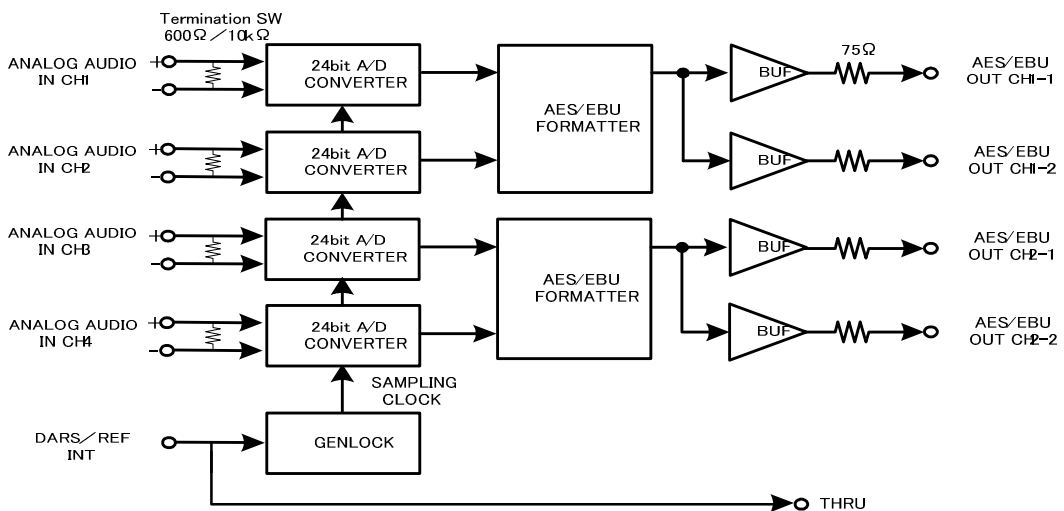 Termination SW
600Ω／10kΩ
ANALOG AUDIO
IN CH1
+
−
24bit A/D
CONVERTER
AES/EBU
FORMATTER
BUF
75Ω
AES/EBU
OUT CH1-1
ANALOG AUDIO
IN CH2
+
−
24bit A/D
CONVERTER
BUF
AES/EBU
OUT CH1-2
ANALOG AUDIO
IN CH3
+
−
24bit A/D
CONVERTER
AES/EBU
FORMATTER
BUF
AES/EBU
OUT CH2-1
ANALOG AUDIO
IN CH4
+
−
24bit A/D
CONVERTER
BUF
AES/EBU
OUT CH2-2
SAMPLING
CLOCK
DARS／REF
INT
GENLOCK
THRU